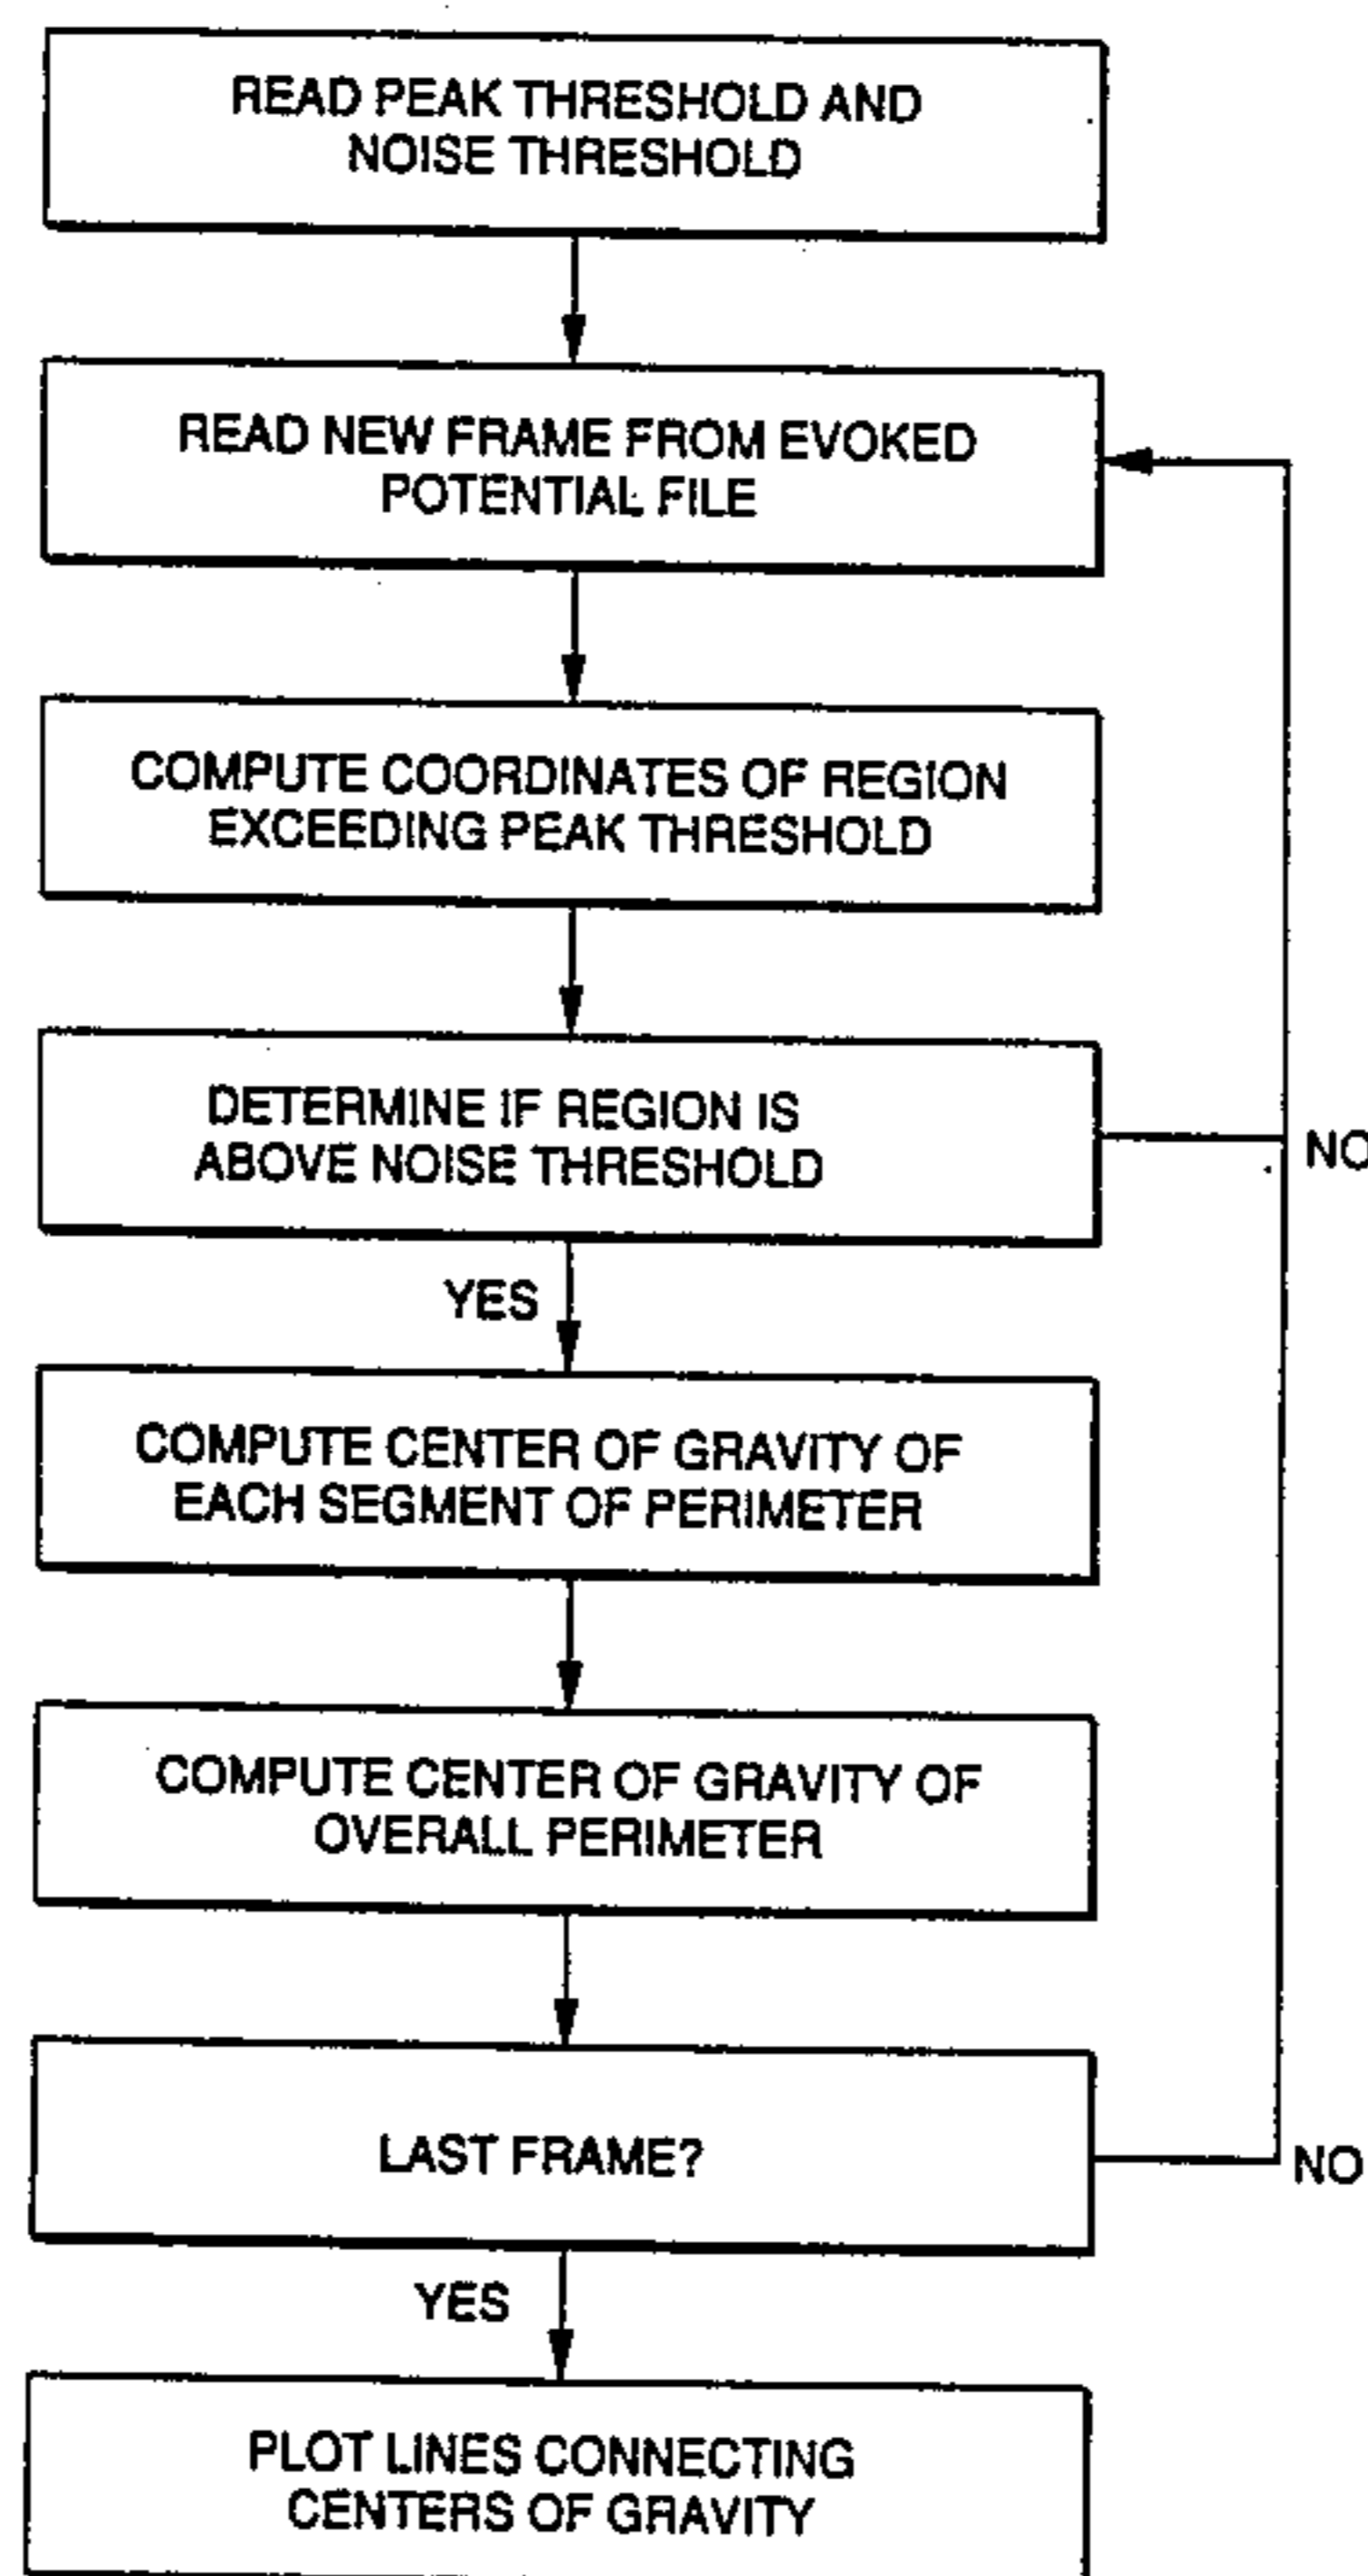 READ PEAK THRESHOLD AND
NOISE THRESHOLD
READ NEW FRAME FROM EVOKED
POTENTIAL FILE
COMPUTE COORDINATES OF REGION
EXCEEDING PEAK THRESHOLD
DETERMINE IF REGION IS
ABOVE NOISE THRESHOLD
NO
YES
COMPUTE CENTER OF GRAVITY OF
EACH SEGMENT OF PERIMETER
COMPUTE CENTER OF GRAVITY OF
OVERALL PERIMETER
LAST FRAME?
NO
YES
PLOT LINES CONNECTING
CENTERS OF GRAVITY